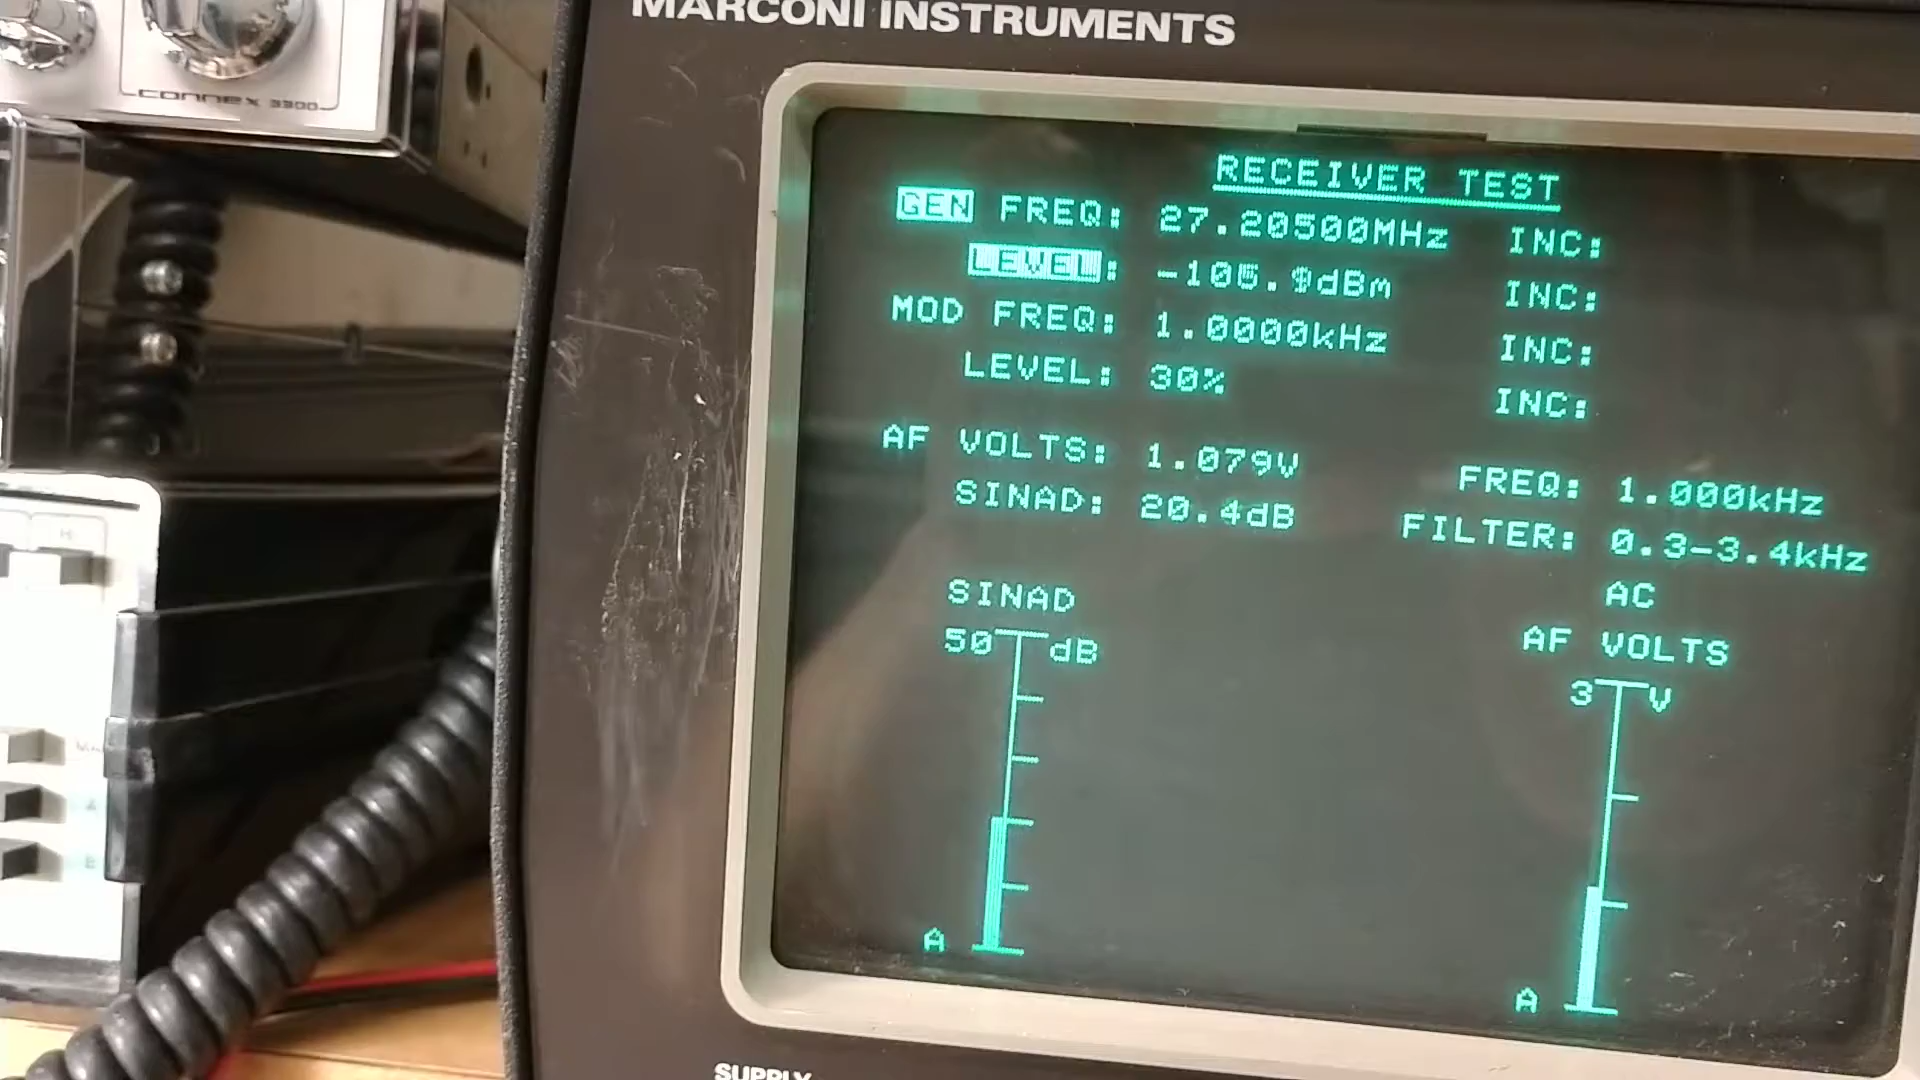 MARCONI INSTRUMENTS
connex 3300
RECEIVER TEST
GEN FREQ: 27.20500MHz INC:
LEVEL: dBm INC:
MOD FREQ: 1.0000kHz INC:
LEVEL: 30% INC:
AF VOLTS: 1.079V FREQ: 1.000kHz
SINAD: 20.4dB FILTER: 0.3-3.4kHz
AC
SINAD AF VOLTS
50 dB 3 V
A A
SUPPLY